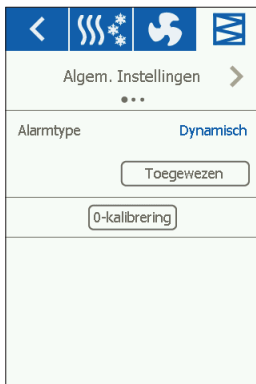 Algem. Instellingen
Alarmtype Dynamisch
Toegewezen
0-kalibrering